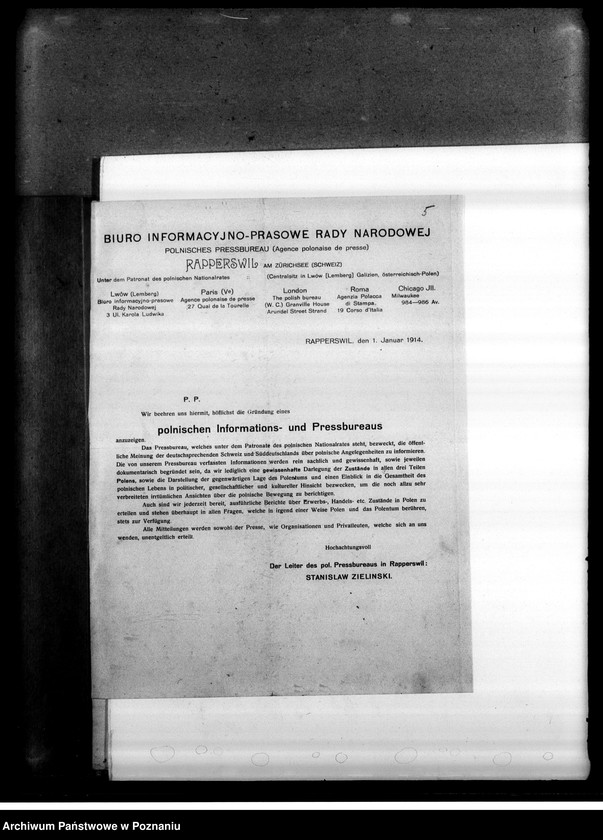 5
BIURO INFORMACYJNO-PRASOWE RADY NARODOWEJ
POLNISCHES PRESSBUREAU (Agence polonaise de presse)
RAPPERSWIL AM ZÜRICHSEE (SCHWEIZ)
Unter dem Patronat des polnischen Nationalrates (Centralsitz in Lwów [Lemberg] Galizien, österreichisch-Polen)
Lwów (Lemberg)
Biuro informacyjno-prasowe
Rady Narodowej
3 Ul. Karola Ludwika
Paris (Ve)
Agence polonaise de presse
27 Quai de la Tourelle
London
The polish bureau
(W. C.) Granville House
Arundel Street Strand
Roma
Agenzia Polacca
di Stampa.
19 Corso d'Italia
Chicago Jll.
Milwaukee
984—986 Av.
RAPPERSWIL, den 1. Januar 1914.
P. P.
Wir beehren uns hiermit, höflichst die Gründung eines
polnischen Informations- und Pressbureaus
anzuzeigen.
Das Pressbureau, welches unter dem Patronate des polnischen Nationalrates steht, bezweckt, die öffent-
liche Meinung der deutschsprechenden Schweiz und Süddeutschlands über polnische Angelegenheiten zu informieren.
Die von unserem Pressbureau verfassten Informationen werden rein sachlich und gewissenhaft, sowie jeweilen
dokumentarisch begründet sein, da wir lediglich eine gewissenhafte Darlegung der Zustände in allen drei Teilen
Polens, sowie die Darstellung der gegenwärtigen Lage des Polentums und einen Einblick in die Gesamtheit des
polnischen Lebens in politischer, gesellschaftlicher und kultureller Hinsicht bezwecken, um die noch allzu sehr
verbreiteten irrtümlichen Ansichten über die polnische Bewegung zu berichtigen.
Auch sind wir jederzeit bereit, ausführliche Berichte über Erwerbs-, Handels- etc. Zustände in Polen zu
erteilen und stehen überhaupt in allen Fragen, welche in irgend einer Weise Polen und das Polentum berühren,
stets zur Verfügung.
Alle Mitteilungen werden sowohl der Presse, wie Organisationen und Privatleuten, welche sich an uns
wenden, unentgeltlich erteilt.
Hochachtungsvoll
Der Leiter des pol. Pressbureaus in Rapperswil:
STANISLAW ZIELINSKI.
Archiwum Państwowe w Poznaniu